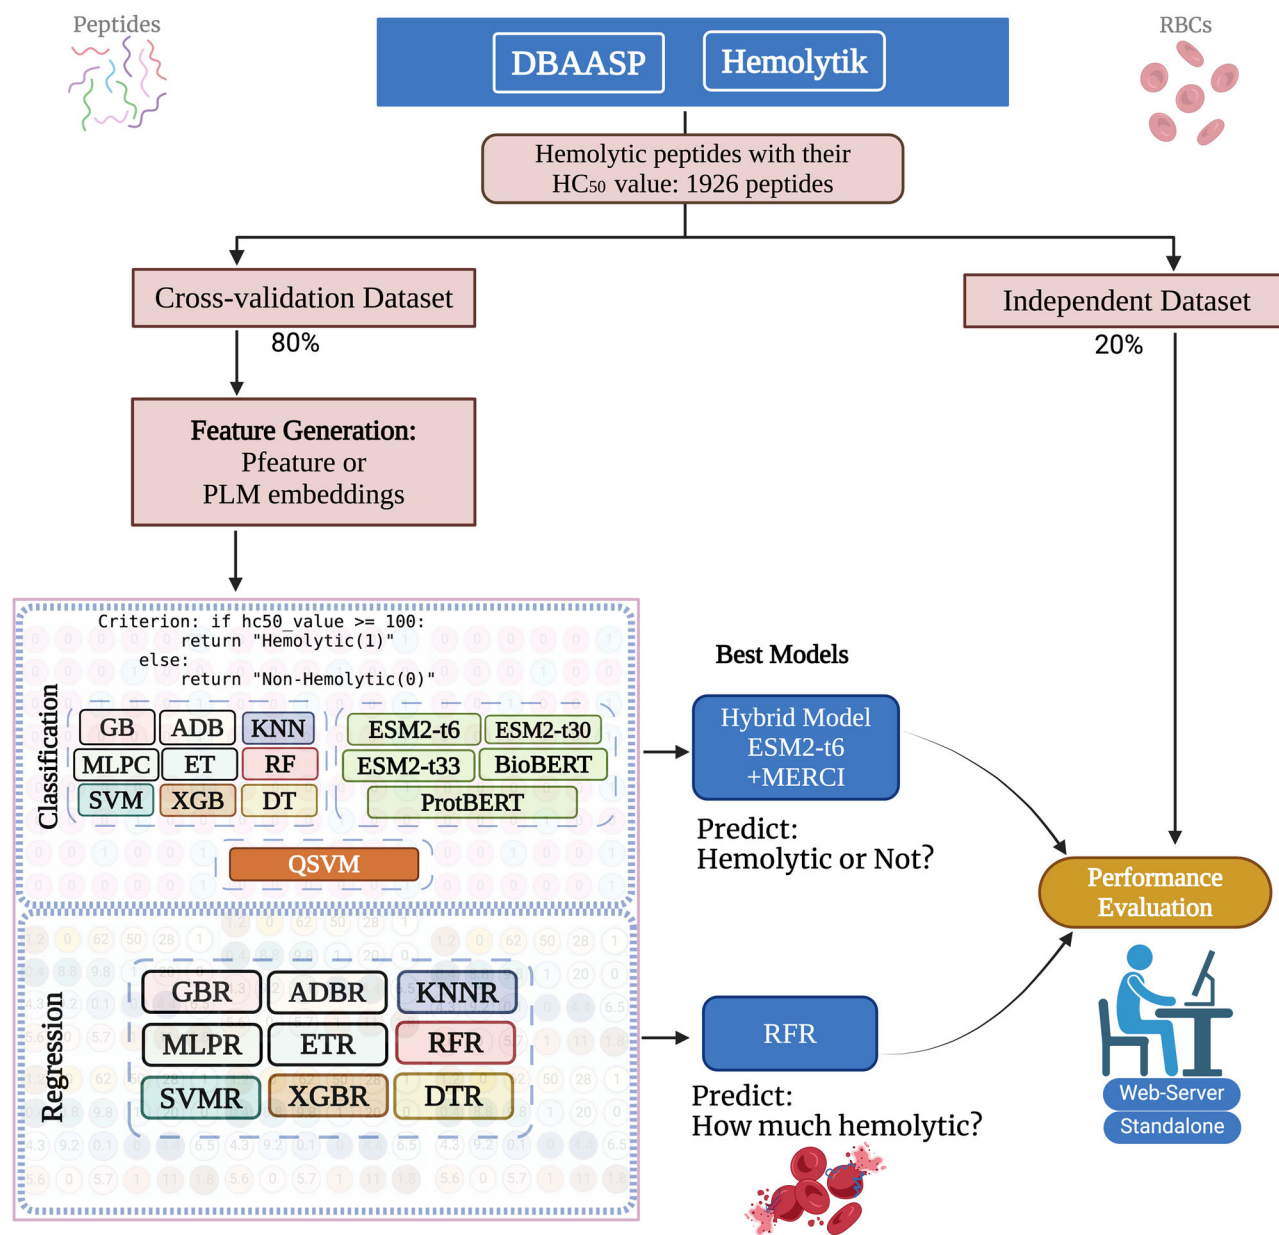 Peptides
DBAASP
Hemolytik
RBCs
Hemolytic peptides with their
HC50 value: 1926 peptides
Cross-validation Dataset
80%
Independent Dataset
20%
Feature Generation:
Pfeature or
PLM embeddings
Criterion: if hc50_value >= 100:
return "Hemolytic(1)"
else:
return "Non-Hemolytic(0)"
Classification
GB ADB KNN
MLPC ET RF
SVM XGB DT
ESM2-t6 ESM2-t30
ESM2-t33 BioBERT
ProtBERT
QSVM
Regression
GBR ADBR KNNR
MLPR ETR RFR
SVMR XGBR DTR
Best Models
Hybrid Model
ESM2-t6
+MERCI
Predict:
Hemolytic or Not?
RFR
Predict:
How much hemolytic?
Performance
Evaluation
Web-Server
Standalone